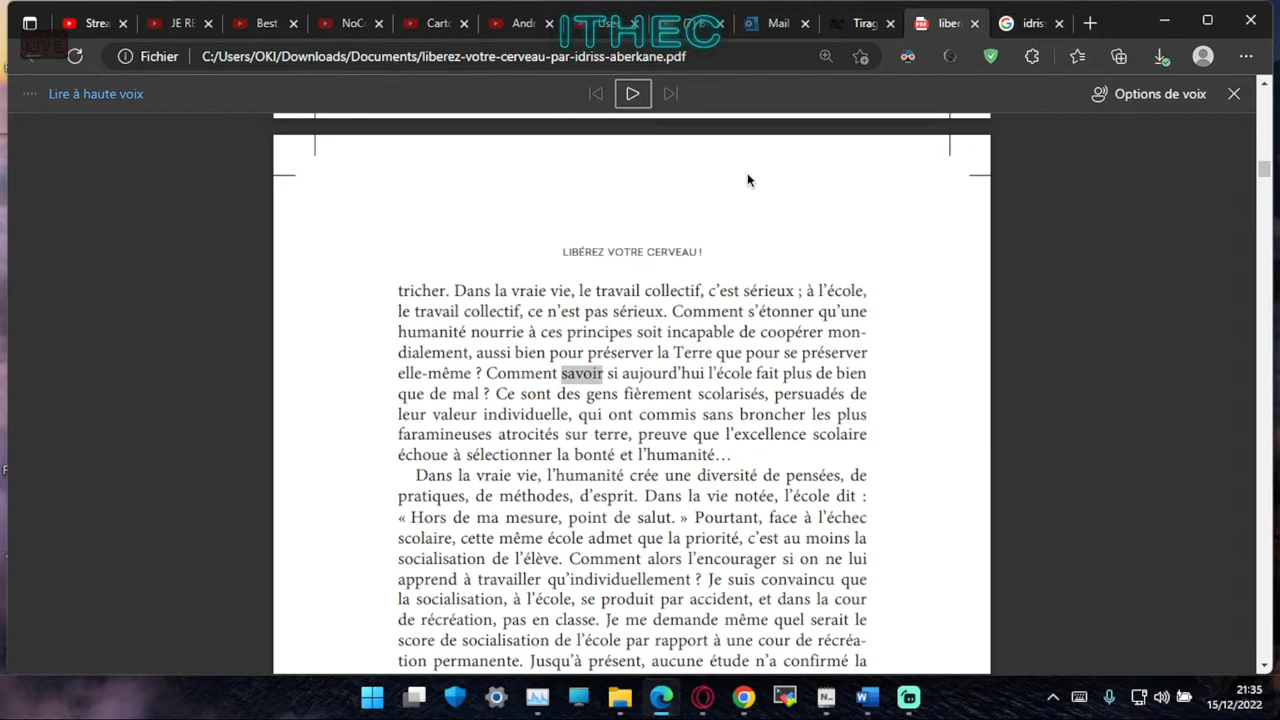 Strea
JE RE
Best
NoC
Carto
Andr
ITHEC
Mail
Tirag
liber
idris
Fichier
C:/Users/OKI/Downloads/Documents/liberez-votre-cerveau-par-idriss-aberkane.pdf
Lire à haute voix
Options de voix
LIBÉREZ VOTRE CERVEAU !
tricher. Dans la vraie vie, le travail collectif, c’est sérieux ; à l’école,
le travail collectif, ce n’est pas sérieux. Comment s’étonner qu’une
humanité nourrie à ces principes soit incapable de coopérer mon-
dialement, aussi bien pour préserver la Terre que pour se préserver
elle-même ? Comment savoir si aujourd’hui l’école fait plus de bien
que de mal ? Ce sont des gens fièrement scolarisés, persuadés de
leur valeur individuelle, qui ont commis sans broncher les plus
faramineuses atrocités sur terre, preuve que l’excellence scolaire
échoue à sélectionner la bonté et l’humanité…
Dans la vraie vie, l’humanité crée une diversité de pensées, de
pratiques, de méthodes, d’esprit. Dans la vie notée, l’école dit :
« Hors de ma mesure, point de salut. » Pourtant, face à l’échec
scolaire, cette même école admet que la priorité, c’est au moins la
socialisation de l’élève. Comment alors l’encourager si on ne lui
apprend à travailler qu’individuellement ? Je suis convaincu que
la socialisation, à l’école, se produit par accident, et dans la cour
de récréation, pas en classe. Je me demande même quel serait le
score de socialisation de l’école par rapport à une cour de récréa-
tion permanente. Jusqu’à présent, aucune étude n’a confirmé la
21:35
15/12/2022